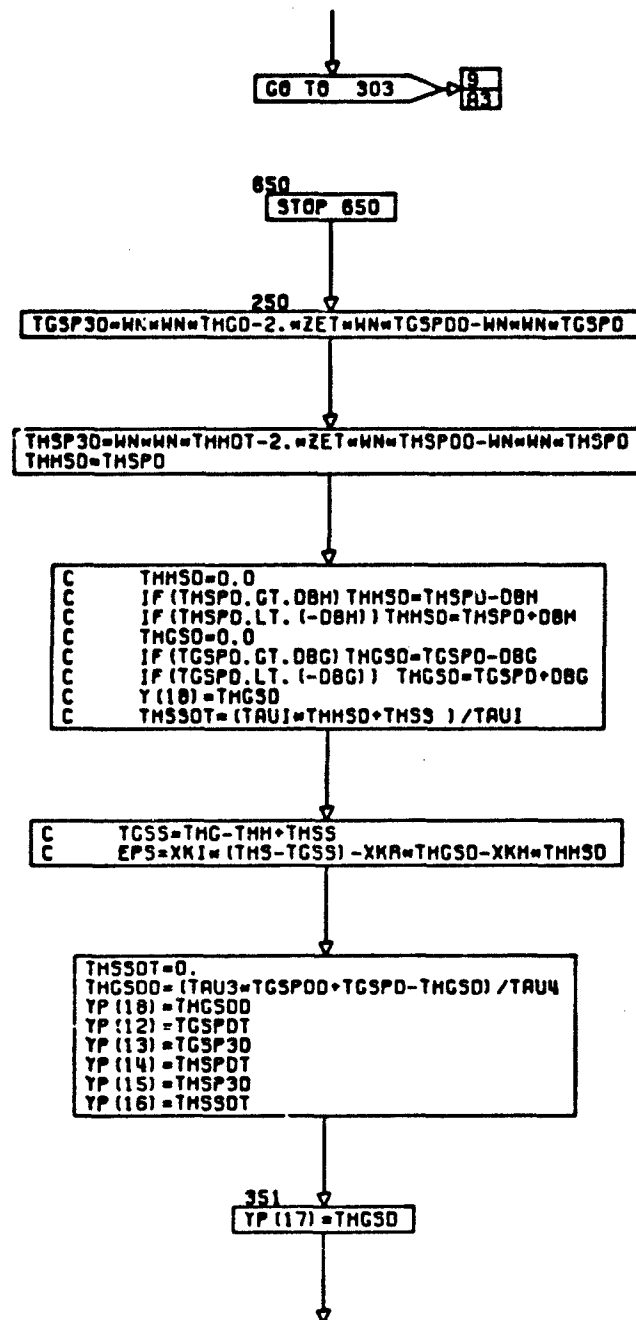 GO TO 303
9
A3
650
STOP 650
250
TGSP3D=WN*WN*THGD-2.*ZET*WN*TGSPDD-WN*WN*TGSPD
THSP3D=WN*WN*THMDT-2.*ZET*WN*THSPDD-WN*WN*THSPD
THMSD=THSPD
C THMSD=0.0
C IF(THSPD.GT.DBM)THMSD=THSPD-DBM
C IF(THSPD.LT.(-DBM))THMSD=THSPD+DBM
C THGSD=0.0
C IF(TGSPD.GT.DBG)THGSD=TGSPD-DBG
C IF(TGSPD.LT.(-DBG)) THGSD=TGSPD+DBG
C Y(18)=THGSD
C THSSDT=(TAUI*THMSD+THSS )/TAUI
C TGSS=THG-THM+THSS
C EPS=XKI*(THS-TGSS)-XKR*THGSD-XKM*THMSD
THSSDT=0.
THGSDD=(TAU3*TGSPDD+TGSPD-THGSD)/TAU4
YP(18)=THGSDD
YP(12)=TGSPDT
YP(13)=TGSP3D
YP(14)=THSPDT
YP(15)=THSP3D
YP(16)=THSSDT
351
YP(17)=THGSD